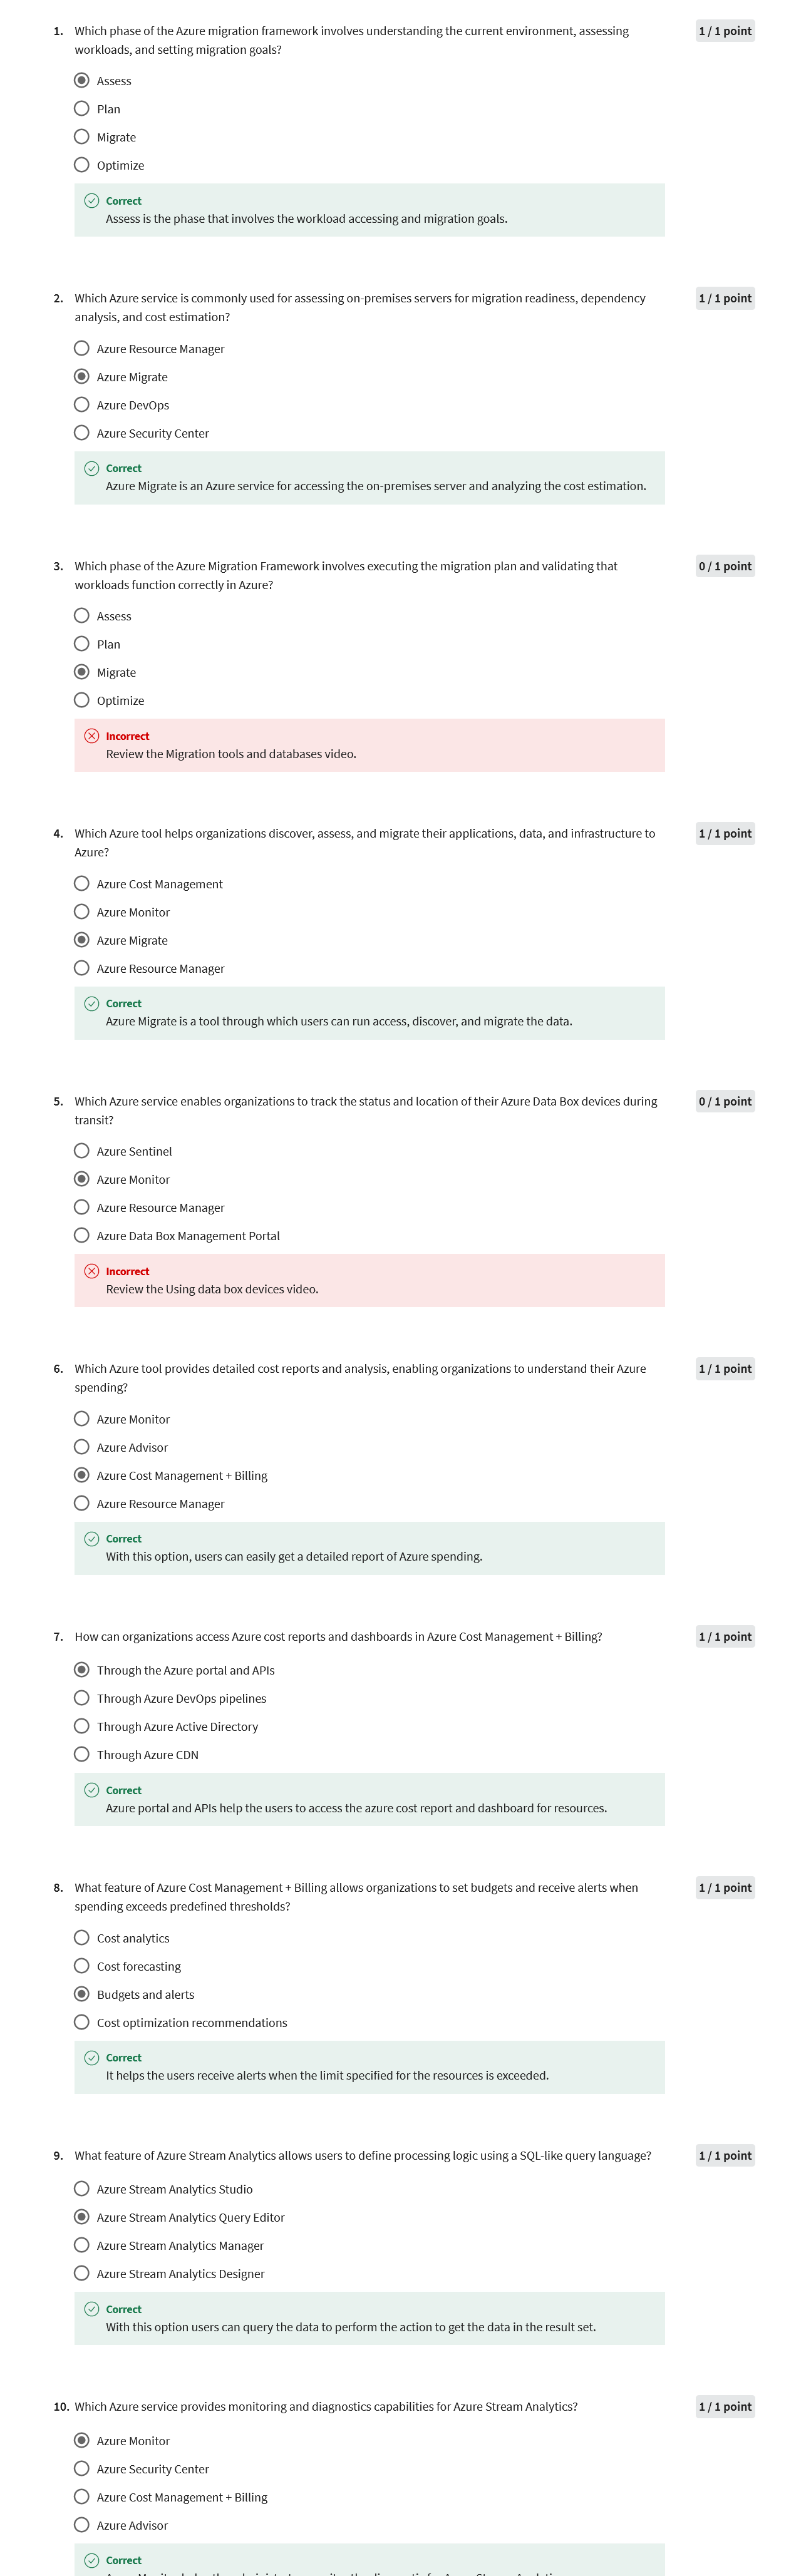 1. Which phase of the Azure migration framework involves understanding the current environment, assessing
workloads, and setting migration goals?
1 / 1 point
Assess
Plan
Migrate
Optimize
Correct
Assess is the phase that involves the workload accessing and migration goals.
2. Which Azure service is commonly used for assessing on-premises servers for migration readiness, dependency
analysis, and cost estimation?
1 / 1 point
Azure Resource Manager
Azure Migrate
Azure DevOps
Azure Security Center
Correct
Azure Migrate is an Azure service for accessing the on-premises server and analyzing the cost estimation.
3. Which phase of the Azure Migration Framework involves executing the migration plan and validating that
workloads function correctly in Azure?
0 / 1 point
Assess
Plan
Migrate
Optimize
Incorrect
Review the Migration tools and databases video.
4. Which Azure tool helps organizations discover, assess, and migrate their applications, data, and infrastructure to
Azure?
1 / 1 point
Azure Cost Management
Azure Monitor
Azure Migrate
Azure Resource Manager
Correct
Azure Migrate is a tool through which users can run access, discover, and migrate the data.
5. Which Azure service enables organizations to track the status and location of their Azure Data Box devices during
transit?
0 / 1 point
Azure Sentinel
Azure Monitor
Azure Resource Manager
Azure Data Box Management Portal
Incorrect
Review the Using data box devices video.
6. Which Azure tool provides detailed cost reports and analysis, enabling organizations to understand their Azure
spending?
1 / 1 point
Azure Monitor
Azure Advisor
Azure Cost Management + Billing
Azure Resource Manager
Correct
With this option, users can easily get a detailed report of Azure spending.
7. How can organizations access Azure cost reports and dashboards in Azure Cost Management + Billing?
1 / 1 point
Through the Azure portal and APIs
Through Azure DevOps pipelines
Through Azure Active Directory
Through Azure CDN
Correct
Azure portal and APIs help the users to access the azure cost report and dashboard for resources.
8. What feature of Azure Cost Management + Billing allows organizations to set budgets and receive alerts when
spending exceeds predefined thresholds?
1 / 1 point
Cost analytics
Cost forecasting
Budgets and alerts
Cost optimization recommendations
Correct
It helps the users receive alerts when the limit specified for the resources is exceeded.
9. What feature of Azure Stream Analytics allows users to define processing logic using a SQL-like query language?
1 / 1 point
Azure Stream Analytics Studio
Azure Stream Analytics Query Editor
Azure Stream Analytics Manager
Azure Stream Analytics Designer
Correct
With this option users can query the data to perform the action to get the data in the result set.
10. Which Azure service provides monitoring and diagnostics capabilities for Azure Stream Analytics?
1 / 1 point
Azure Monitor
Azure Security Center
Azure Cost Management + Billing
Azure Advisor
Correct